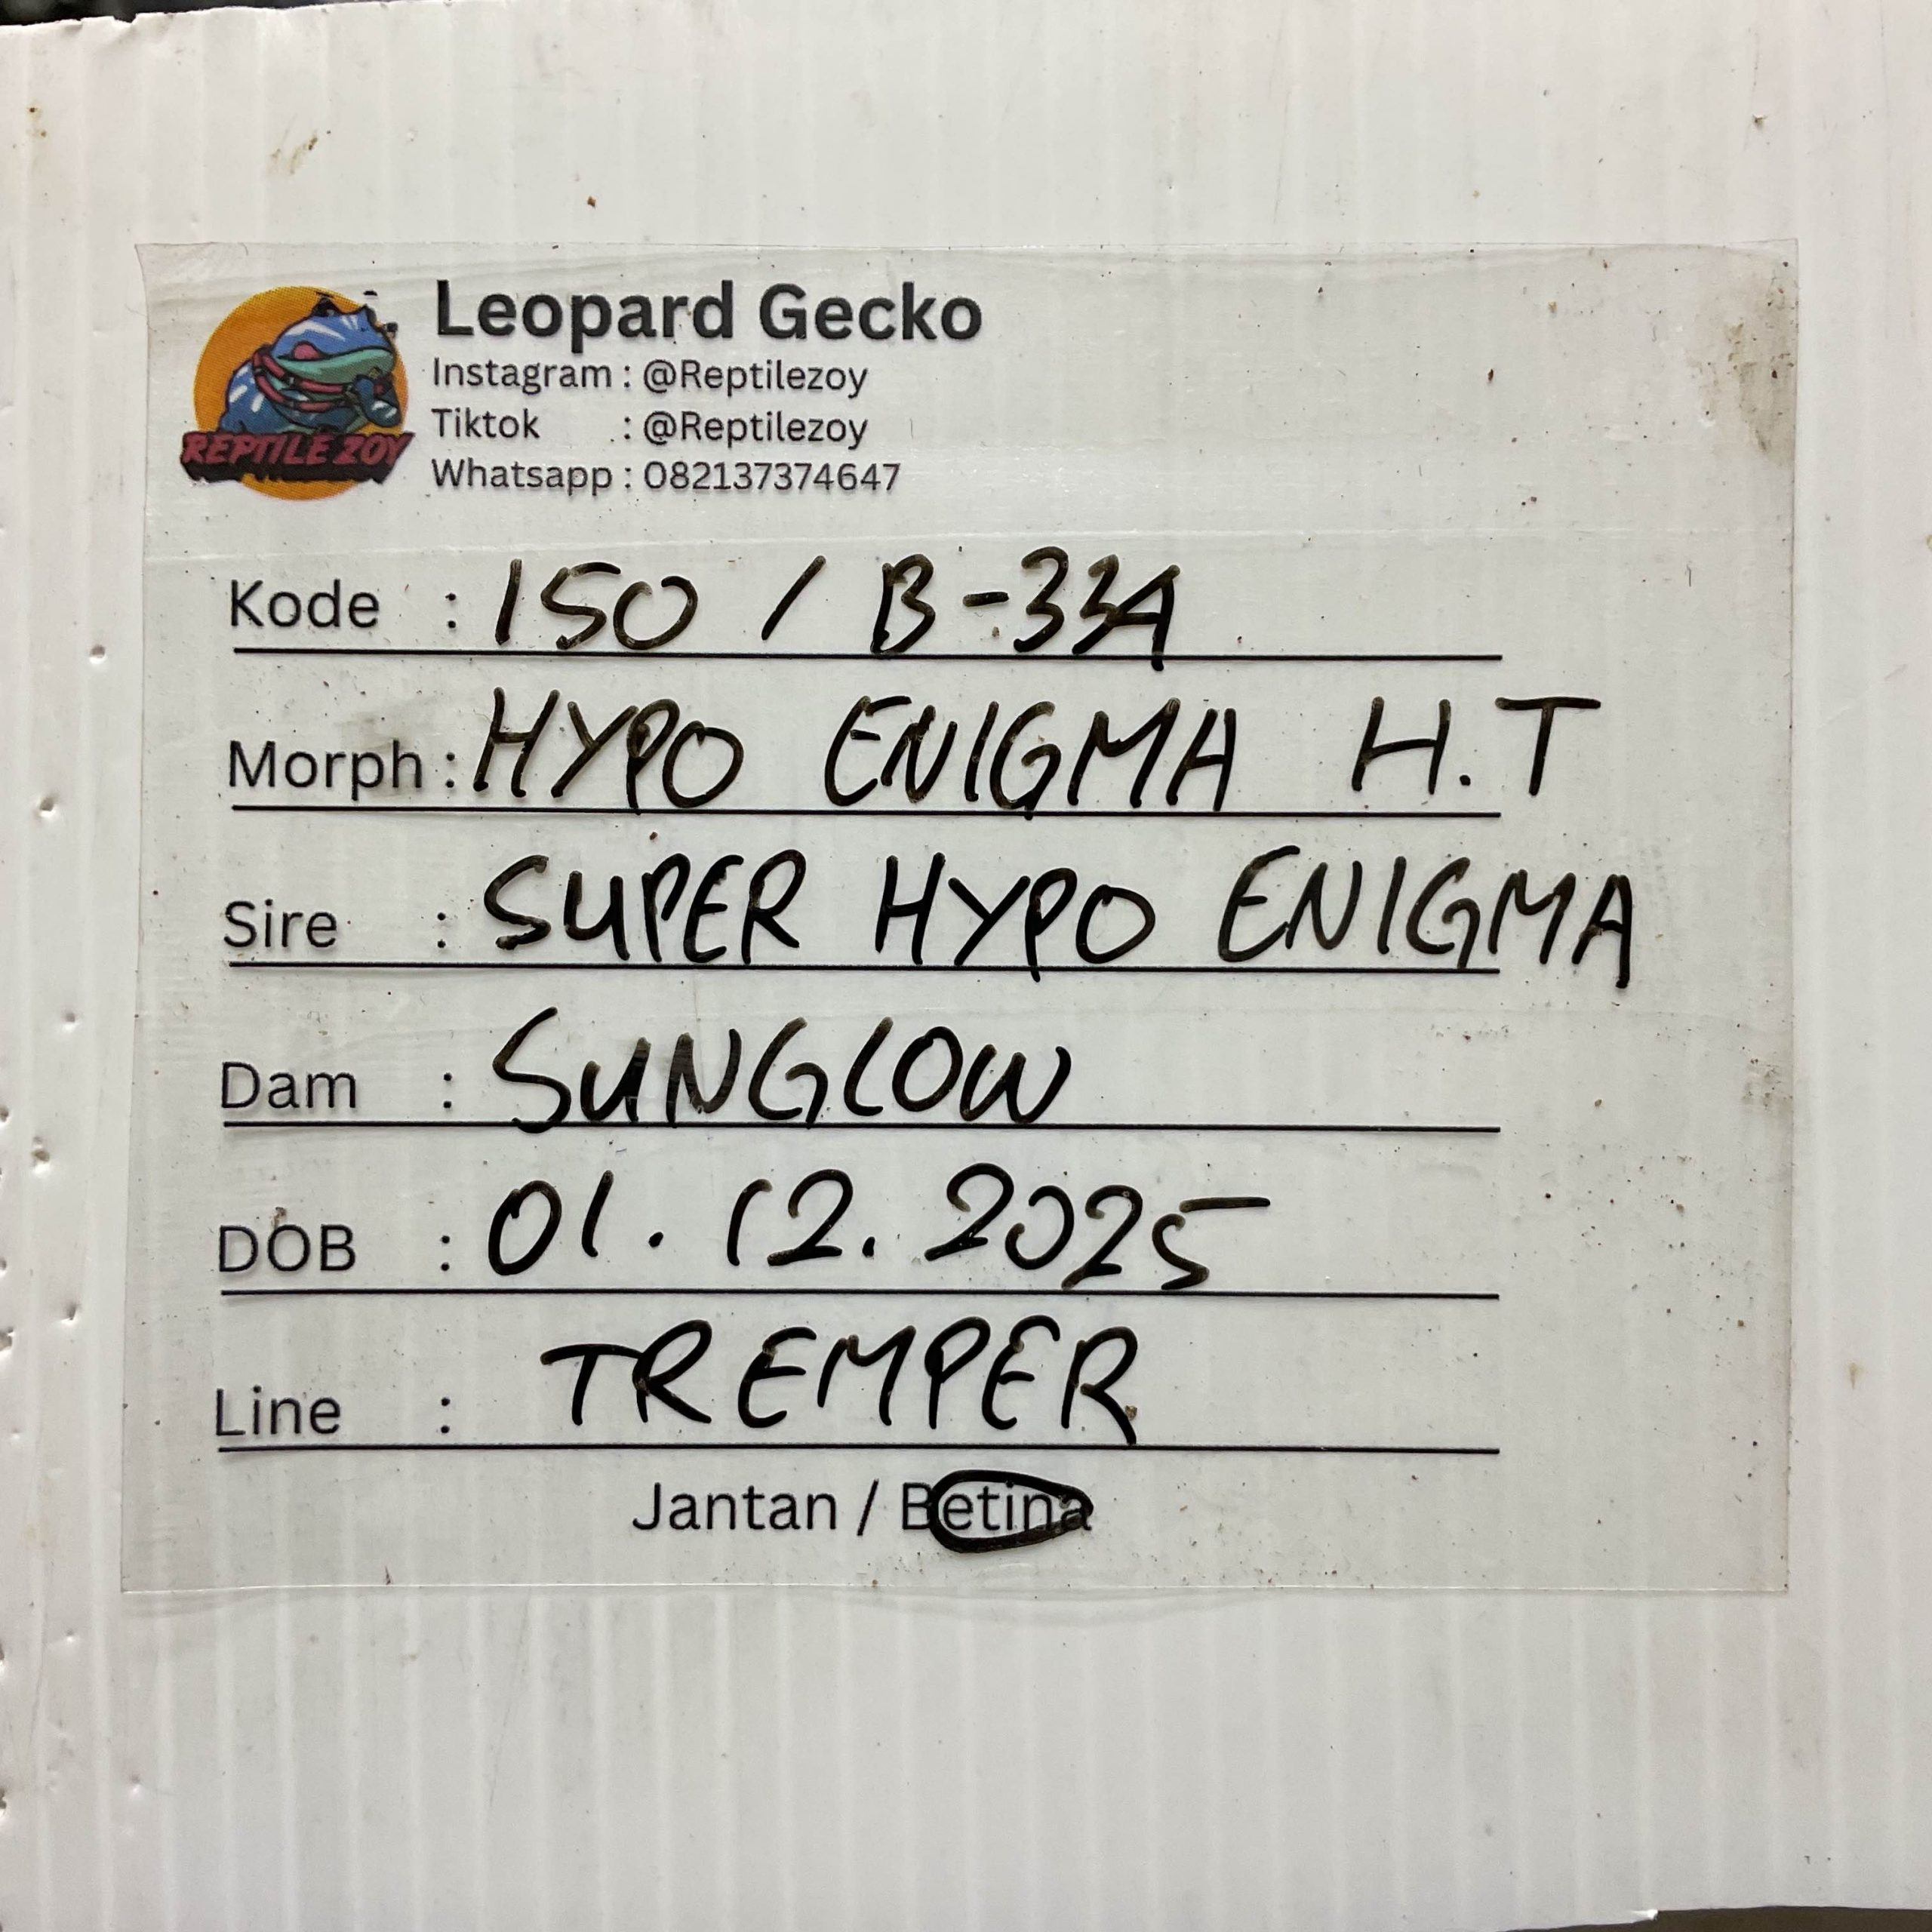 REPTILE ZOY
Leopard Gecko
Instagram : @Reptilezoy
Tiktok : @Reptilezoy
Whatsapp : 082137374647
Kode : 150 / B-33A
Morph : HYPO ENIGMA H.T
Sire : SUPER HYPO ENIGMA
Dam : SUNGLOW
DOB : 01.12.2025
Line : TREMPER
Jantan / Betina